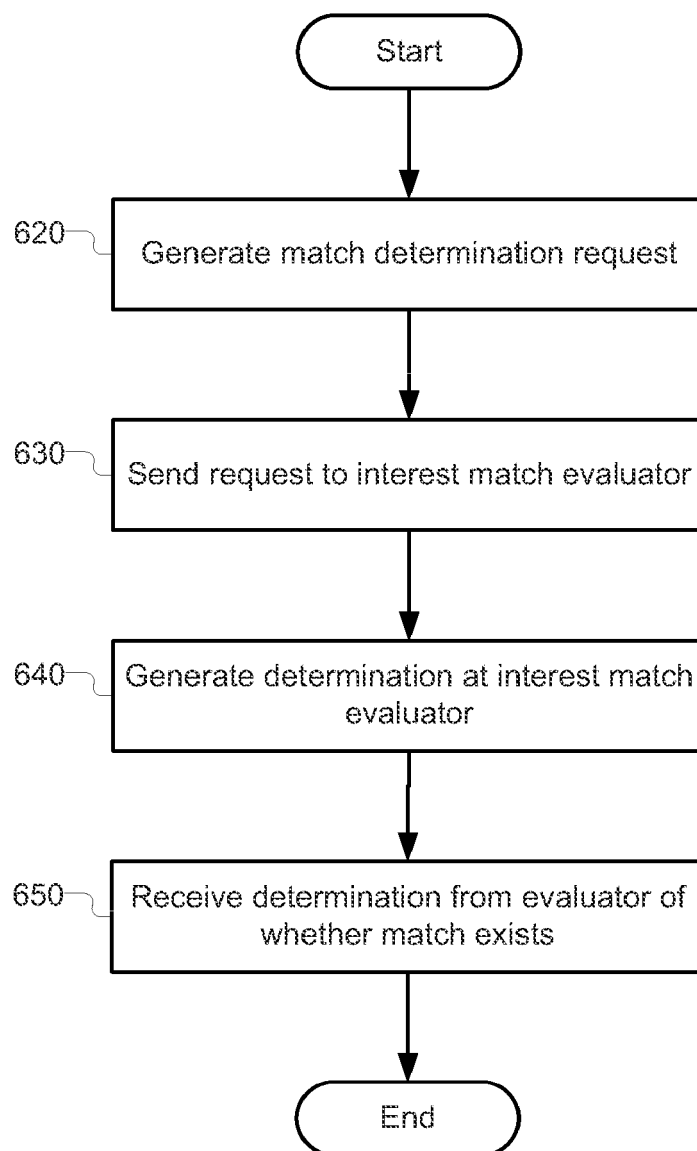 Start
620
Generate match determination request
630
Send request to interest match evaluator
640
Generate determination at interest match
evaluator
650
Receive determination from evaluator of
whether match exists
End